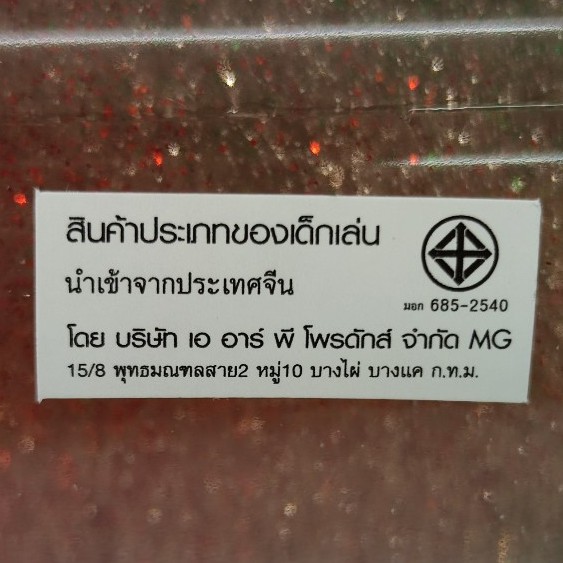 สินค้าประเภทของเด็กเล่น
นำเข้าจากประเทศจีน
มอก 685-2540
โดย บริษัท เอ อาร์ พี โพรดักส์ จำกัด MG
15/8 พุทธมณฑลสาย2 หมู่10 บางไผ่ บางแค ก.ท.ม.